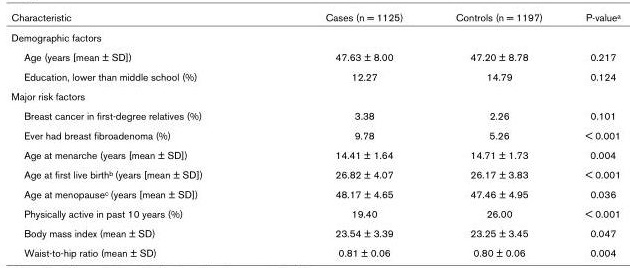 Characteristic Cases (n = 1125) Controls (n = 1197) P-valueᵃ
Demographic factors
Age (years [mean ± SD]) 47.63 ± 8.00 47.20 ± 8.78 0.217
Education, lower than middle school (%) 12.27 14.79 0.124
Major risk factors
Breast cancer in first-degree relatives (%) 3.38 2.26 0.101
Ever had breast fibroadenoma (%) 9.78 5.26 < 0.001
Age at menarche (years [mean ± SD]) 14.41 ± 1.64 14.71 ± 1.73 0.004
Age at first live birthᵇ (years [mean ± SD]) 26.82 ± 4.07 26.17 ± 3.83 < 0.001
Age at menopauseᶜ (years [mean ± SD]) 48.17 ± 4.65 47.46 ± 4.95 0.036
Physically active in past 10 years (%) 19.40 26.00 < 0.001
Body mass index (mean ± SD) 23.54 ± 3.39 23.25 ± 3.45 0.047
Waist-to-hip ratio (mean ± SD) 0.81 ± 0.06 0.80 ± 0.06 0.004